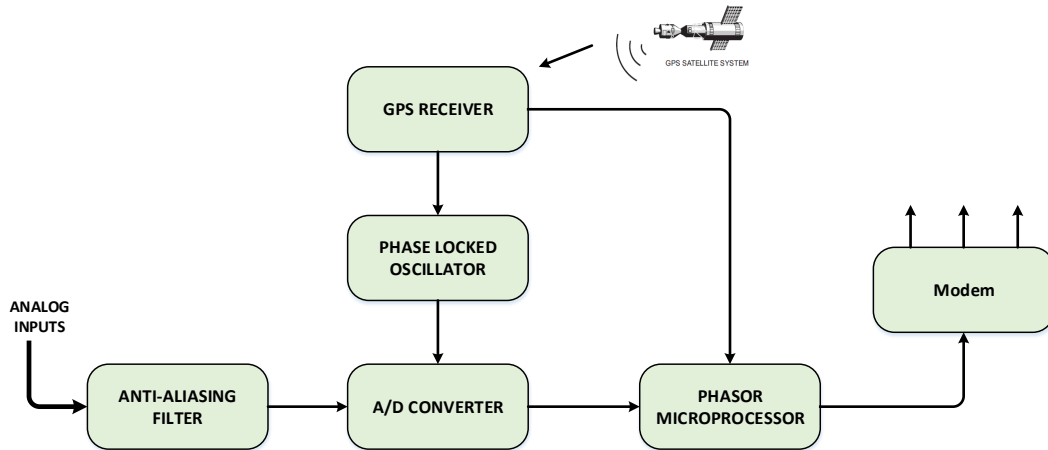 GPS SATELLITE SYSTEM
GPS RECEIVER
PHASE LOCKED
OSCILLATOR
Modem
ANALOG
INPUTS
ANTI-ALIASING
FILTER
A/D CONVERTER
PHASOR
MICROPROCESSOR